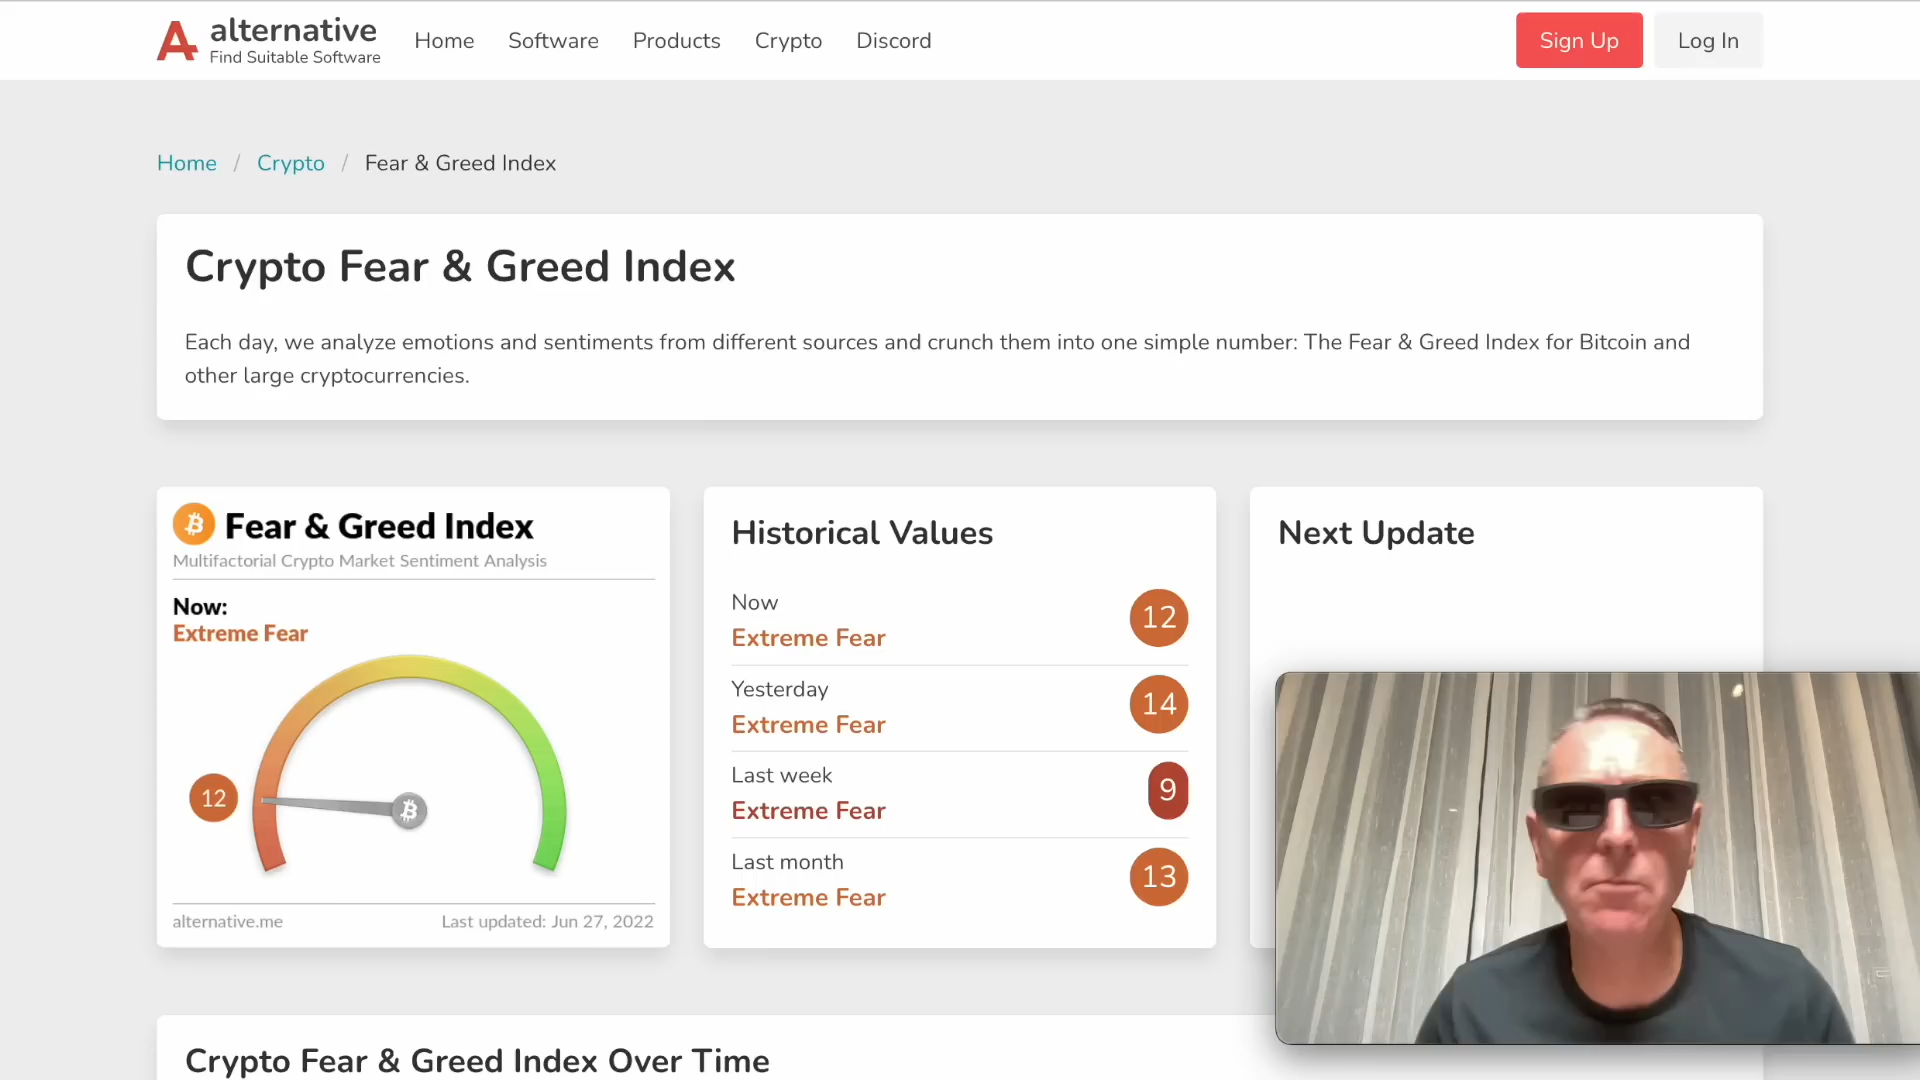 alternative
Find Suitable Software
Home
Software
Products
Crypto
Discord
Sign Up
Log In
Home / Crypto / Fear & Greed Index
Crypto Fear & Greed Index
Each day, we analyze emotions and sentiments from different sources and crunch them into one simple number: The Fear & Greed Index for Bitcoin and
other large cryptocurrencies.
Fear & Greed Index
Multifactorial Crypto Market Sentiment Analysis
Now:
Extreme Fear
12
alternative.me
Last updated: Jun 27, 2022
Historical Values
Now
Extreme Fear
12
Yesterday
Extreme Fear
14
Last week
Extreme Fear
9
Last month
Extreme Fear
13
Next Update
Crypto Fear & Greed Index Over Time